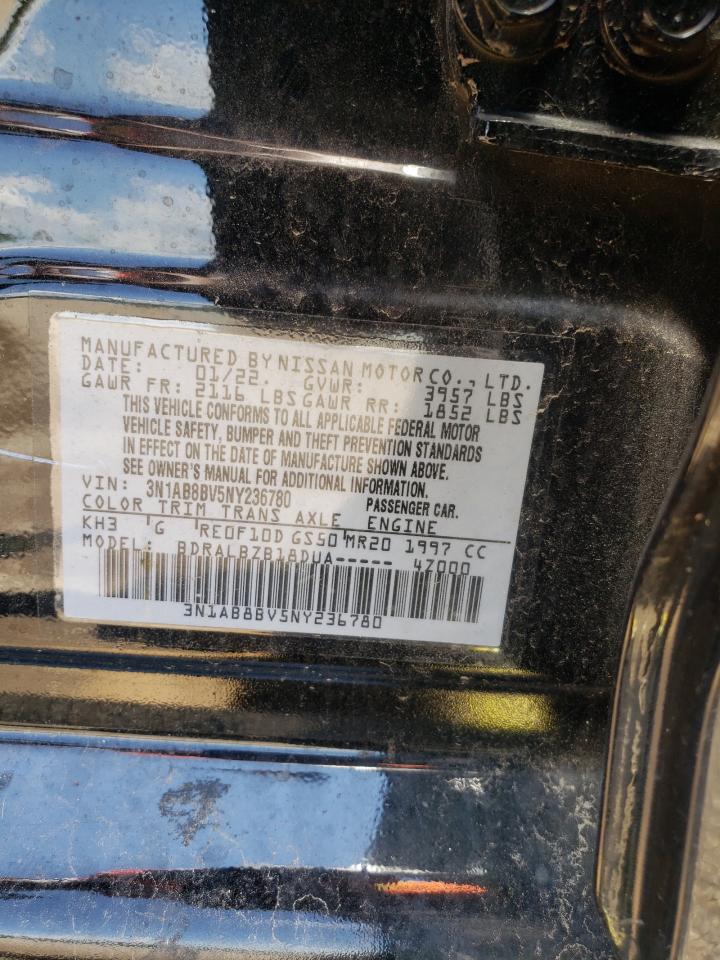 MANUFACTURED BY NISSAN MOTOR CO., LTD.
DATE: 01/22. GVWR: 3957 LBS
GAWR FR: 2116 LBS GAWR RR: 1852 LBS
THIS VEHICLE CONFORMS TO ALL APPLICABLE FEDERAL MOTOR
VEHICLE SAFETY, BUMPER AND THEFT PREVENTION STANDARDS
IN EFFECT ON THE DATE OF MANUFACTURE SHOWN ABOVE.
SEE OWNER'S MANUAL FOR ADDITIONAL INFORMATION.
VIN: 3N1AB8BV5NY236780 PASSENGER CAR.
COLOR TRIM TRANS AXLE ENGINE
KH3 G RE0F10D GS50 MR20 1997 CC
MODEL: BDRALBZB18DUA----- 4Z000
3N1AB8BV5NY236780